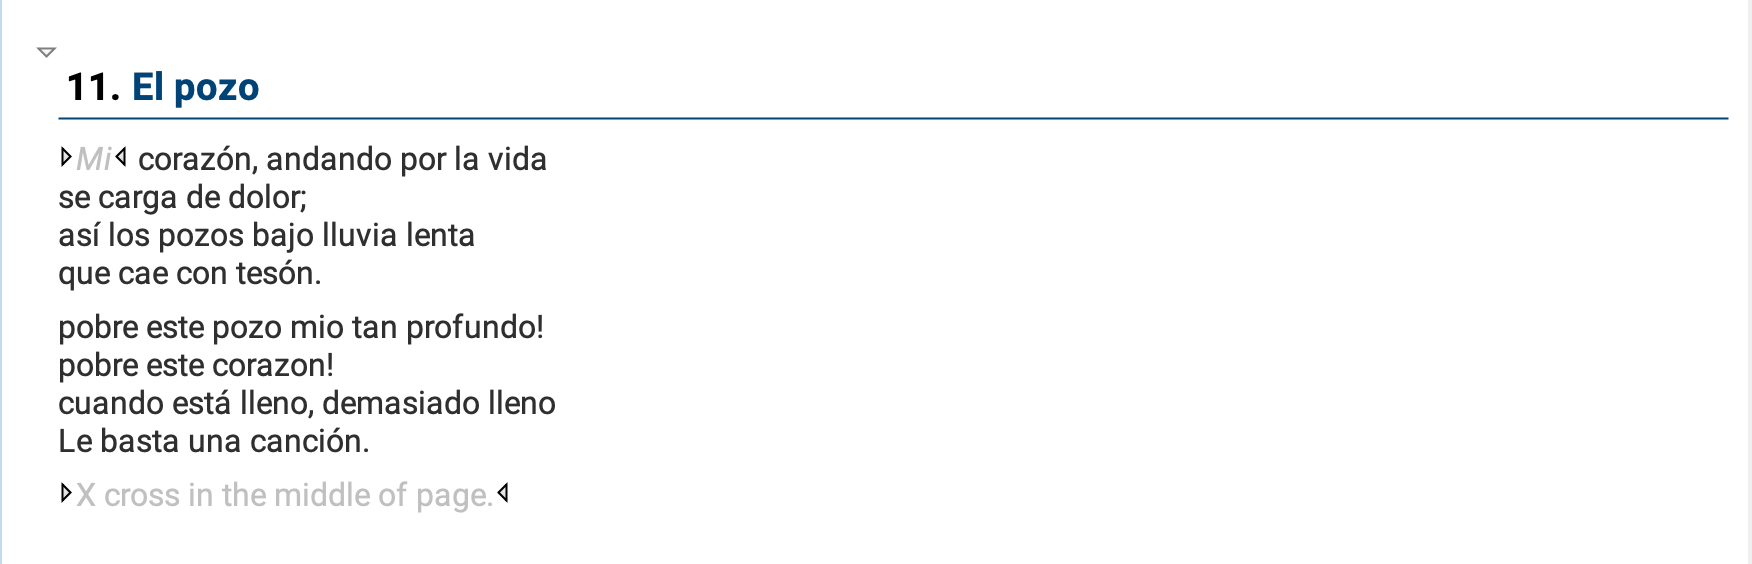 11. El pozo
Mi corazón, andando por la vida
se carga de dolor;
así los pozos bajo lluvia lenta
que cae con tesón.
pobre este pozo mio tan profundo!
pobre este corazon!
cuando está lleno, demasiado lleno
Le basta una canción.
X cross in the middle of page.